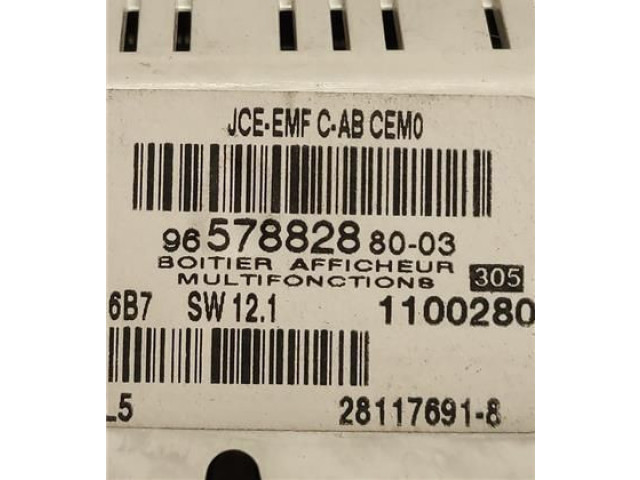 JCE-EMF C-AB CEM0
96 578828 80-03
BOITIER AFFICHEUR
MULTIFONCTIONS 305
6B7 SW 12.1 1100280
L5 28117691-8